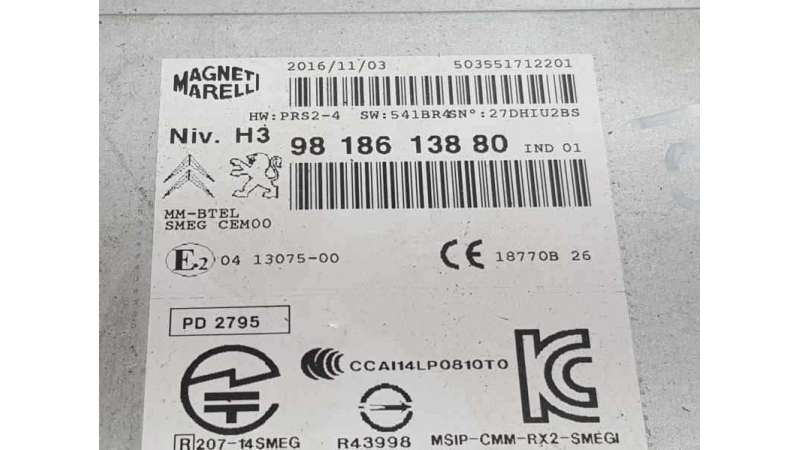 MAGNETI
MARELLI
2016/11/03 503551712201
HW:PRS2-4 SW:541BR4SN°:27DHIU2BS
Niv. H3 98 186 138 80 IND 01
MM-BTEL
SMEG CEM00
E2 04 13075-00 CE 18770B 26
PD 2795
CCAI14LP0810T0
R 207-14SMEG R43998 MSIP-CMM-RX2-SMEGI